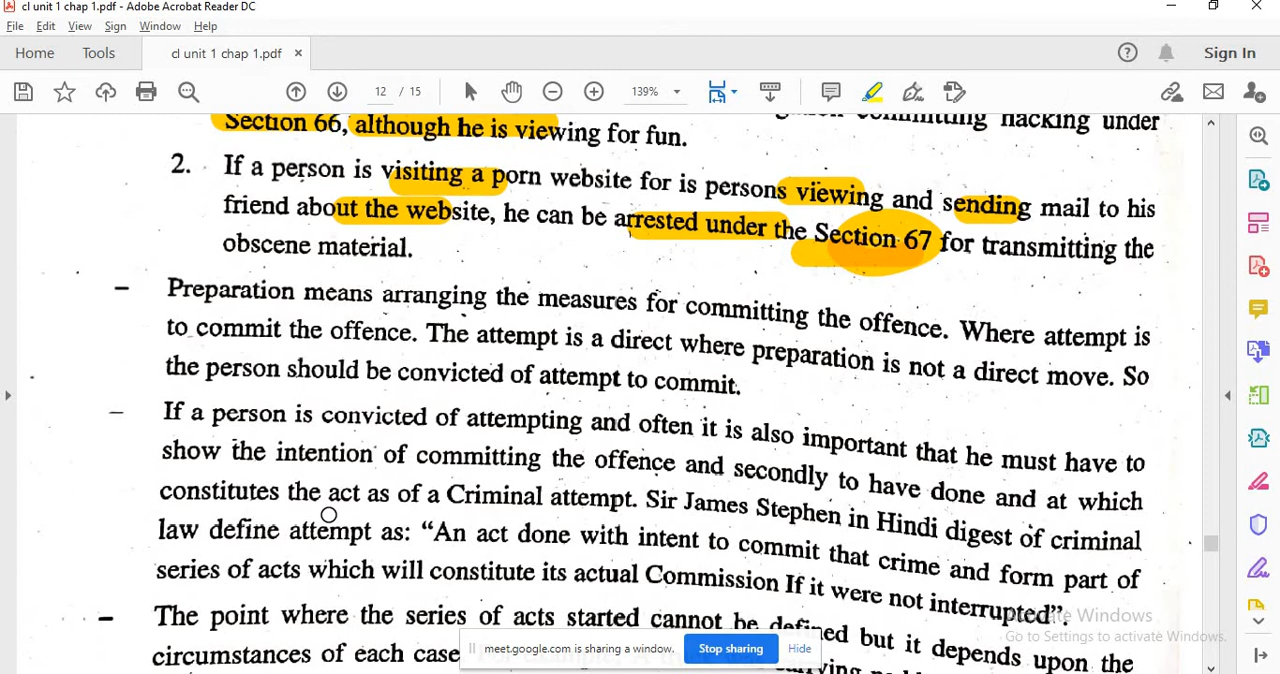 cl unit 1 chap 1.pdf - Adobe Acrobat Reader DC
File Edit View Sign Window Help
Home Tools cl unit 1 chap 1.pdf × Sign In
12 / 15 139%
committing hacking under
Section 66, although he is viewing for fun.
2. If a person is visiting a porn website for is persons viewing and sending mail to his
friend about the website, he can be arrested under the Section 67 for transmitting the
obscene material.
– Preparation means arranging the measures for committing the offence. Where attempt is
to commit the offence. The attempt is a direct where preparation is not a direct move. So
the person should be convicted of attempt to commit.
– If a person is convicted of attempting and often it is also important that he must have to
show the intention of committing the offence and secondly to have done and at which
constitutes the act as of a Criminal attempt. Sir James Stephen in Hindi digest of criminal
law define attempt as: “An act done with intent to commit that crime and form part of
series of acts which will constitute its actual Commission If it were not interrupted”.
– The point where the series of acts started cannot be defined but it depends upon the
circumstances of each case
Activate Windows
Go to Settings to activate Windows.
meet.google.com is sharing a window. Stop sharing Hide